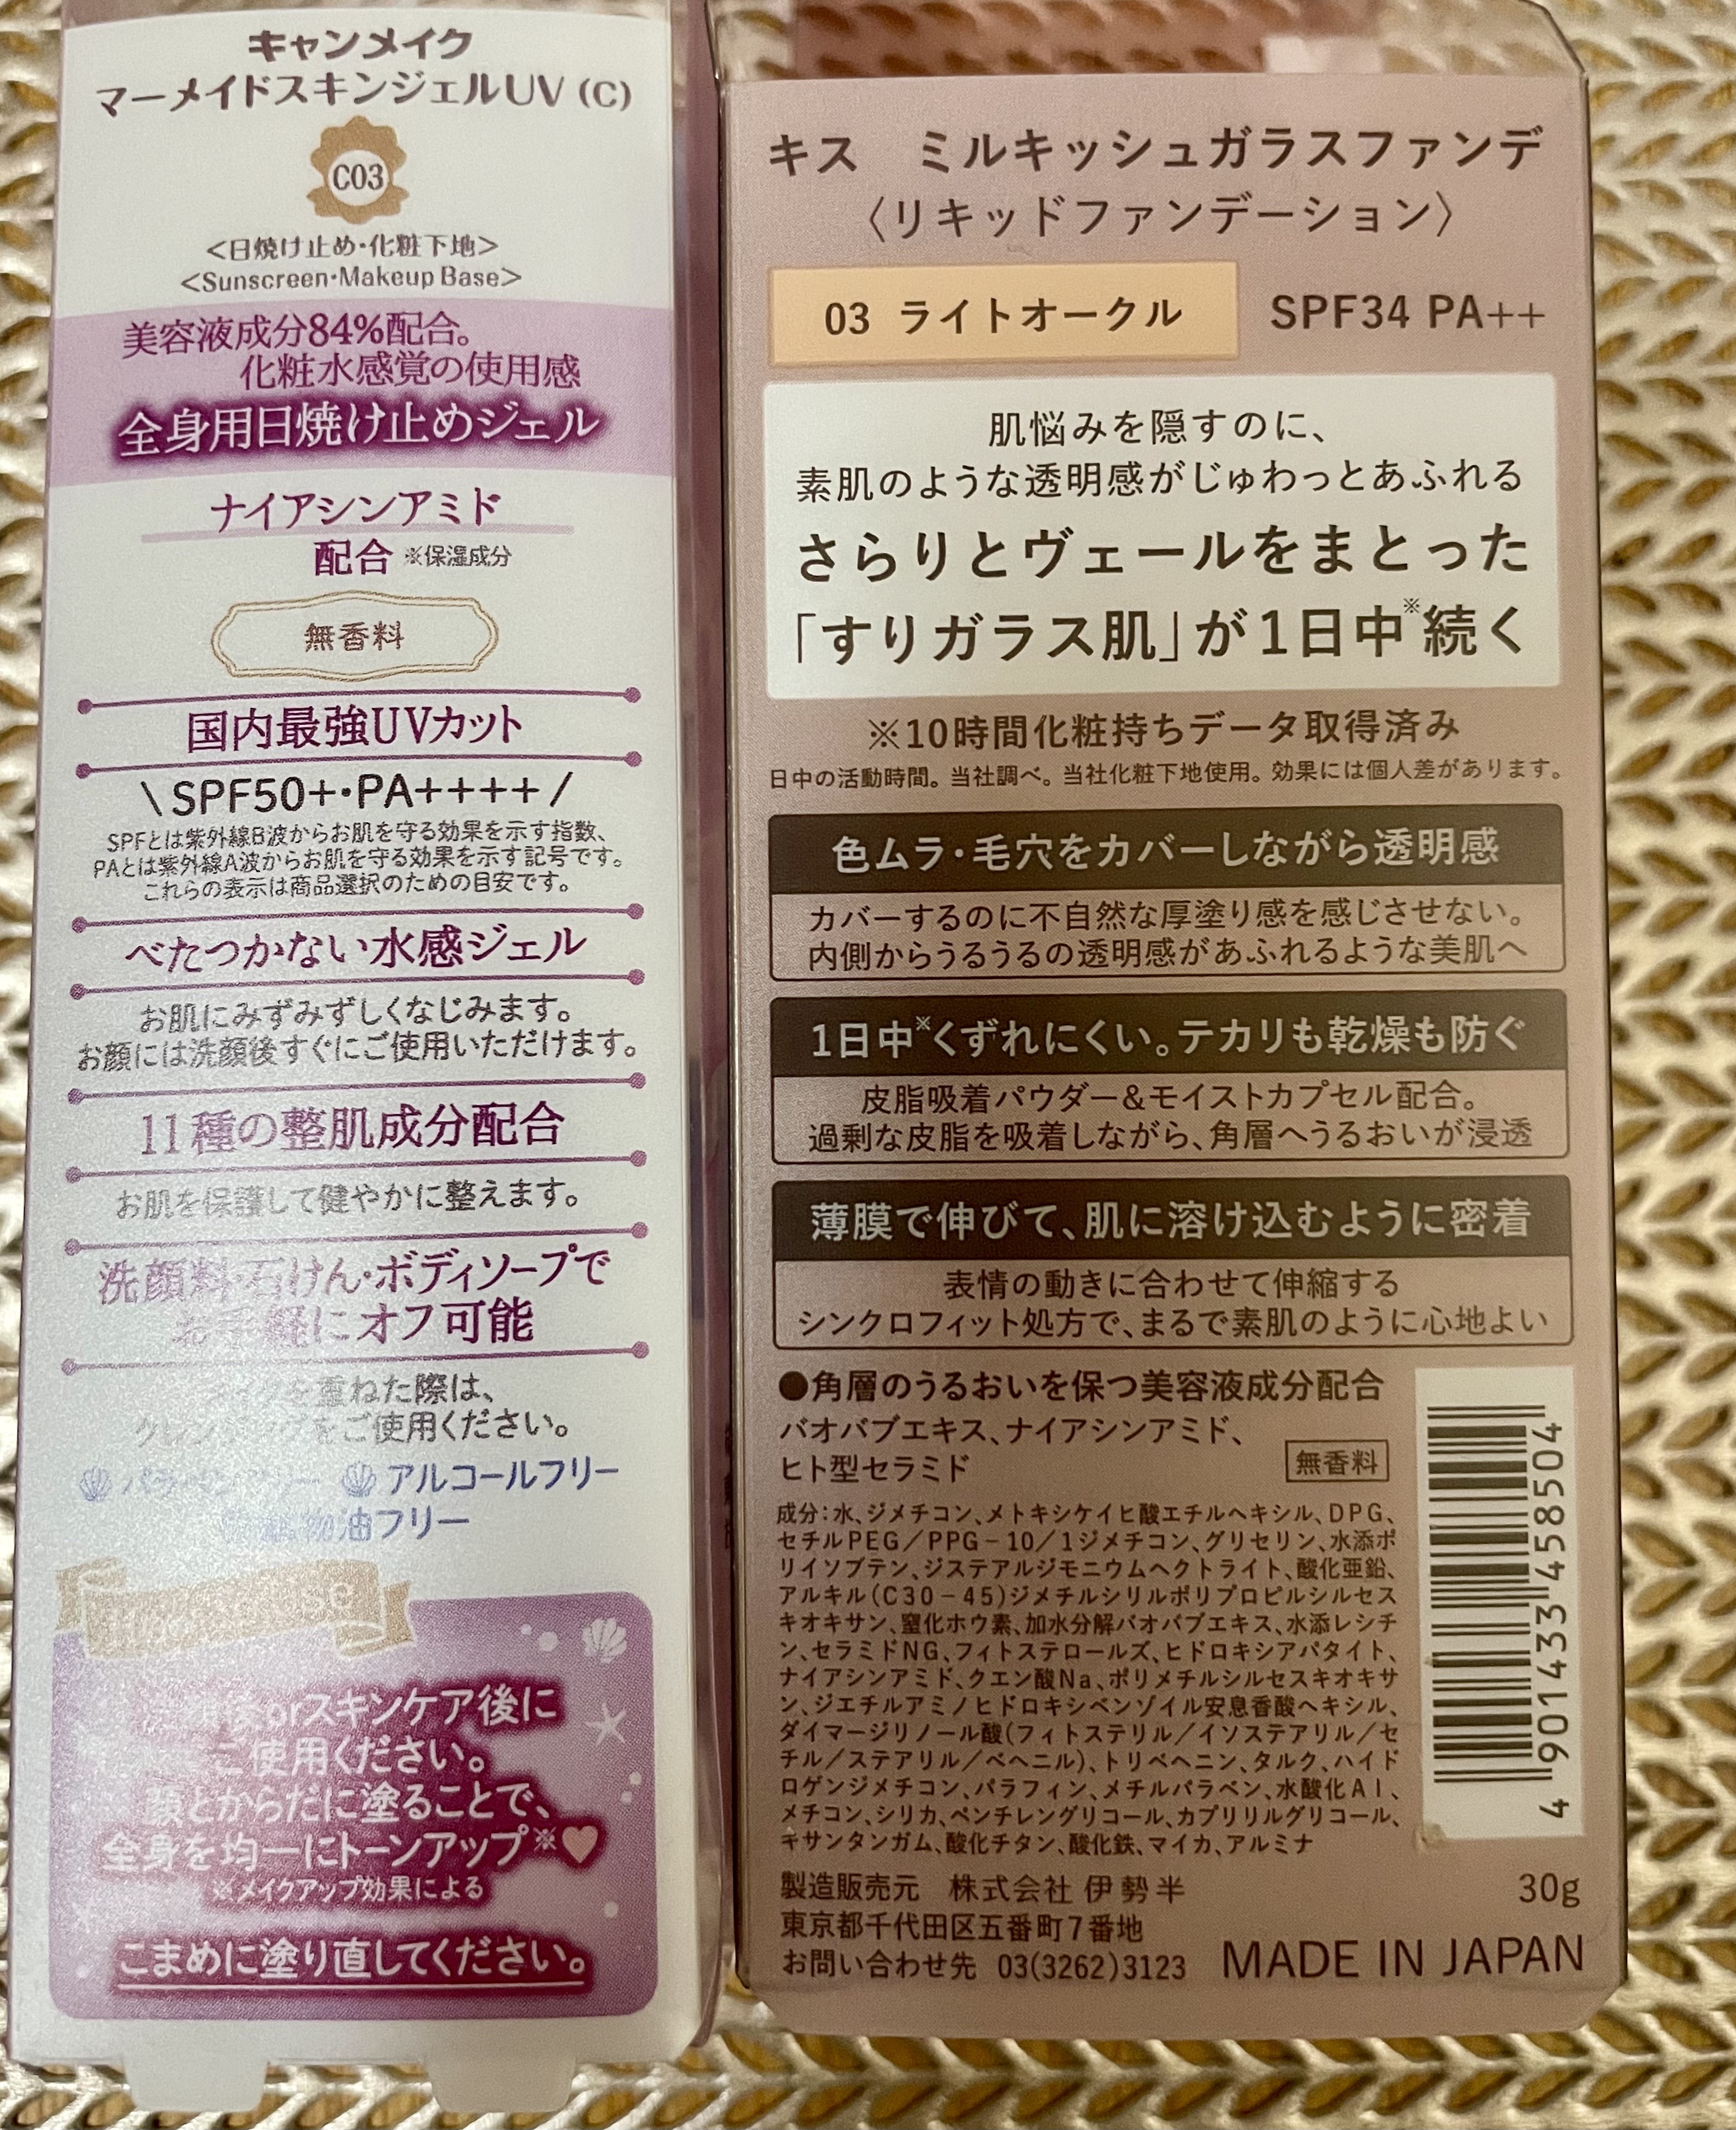 キャンメイク
マーメイドスキンジェルUV (C)
C03
<日焼け止め・化粧下地>
<Sunscreen・Makeup Base>
美容液成分84%配合。
化粧水感覚の使用感
全身用日焼け止めジェル
ナイアシンアミド
配合 ※保湿成分
無香料
国内最強UVカット
\ SPF50+・PA++++ /
SPFとは紫外線B波からお肌を守る効果を示す指数、
PAとは紫外線A波からお肌を守る効果を示す記号です。
これらの表示は商品選択のための目安です。
べたつかない水感ジェル
お肌にみずみずしくなじみます。
お顔には洗顔後すぐにご使用いただけます。
11種の整肌成分配合
お肌を保護して健やかに整えます。
洗顔料・石けん・ボディソープで
お手軽にオフ可能
を重ねた際は、
クレンジングをご使用ください。
パラベンフリー アルコールフリー
鉱物油フリー
orスキンケア後に
ご使用ください。
顔とからだに塗ることで、
全身を均一にトーンアップ※
※メイクアップ効果による
こまめに塗り直してください。
キス ミルキッシュガラスファンデ
〈リキッドファンデーション〉
03 ライトオークル SPF34 PA++
肌悩みを隠すのに、
素肌のような透明感がじゅわっとあふれる
さらりとヴェールをまとった
「すりガラス肌」が1日中※続く
※10時間化粧持ちデータ取得済み
日中の活動時間。当社調べ。当社化粧下地使用。効果には個人差があります。
色ムラ・毛穴をカバーしながら透明感
カバーするのに不自然な厚塗り感を感じさせない。
内側からうるうるの透明感があふれるような美肌へ
1日中※くずれにくい。テカリも乾燥も防ぐ
皮脂吸着パウダー&モイストカプセル配合。
過剰な皮脂を吸着しながら、角層へうるおいが浸透
薄膜で伸びて、肌に溶け込むように密着
表情の動きに合わせて伸縮する
シンクロフィット処方で、まるで素肌のように心地よい
●角層のうるおいを保つ美容液成分配合
バオバブエキス、ナイアシンアミド、
ヒト型セラミド
無香料
成分:水、ジメチコン、メトキシケイヒ酸エチルヘキシル、DPG、
セチルPEG/PPG-10/1ジメチコン、グリセリン、水添ポ
リイソブテン、ジステアルジモニウムヘクトライト、酸化亜鉛、
アルキル(C30-45)ジメチルシリルポリプロピルシルセス
キオキサン、窒化ホウ素、加水分解バオバブエキス、水添レシチ
ン、セラミドNG、フィトステロールズ、ヒドロキシアパタイト、
ナイアシンアミド、クエン酸Na、ポリメチルシルセスキオキサ
ン、ジエチルアミノヒドロキシベンゾイル安息香酸ヘキシル、
ダイマージリノール酸(フィトステリル/イソステアリル/セ
チル/ステアリル/ベヘニル)、トリベヘニン、タルク、ハイド
ロゲンジメチコン、パラフィン、メチルパラベン、水酸化Al、
メチコン、シリカ、ペンチレングリコール、カプリリルグリコール、
キサンタンガム、酸化チタン、酸化鉄、マイカ、アルミナ
4 901433 458504
製造販売元 株式会社 伊勢半
東京都千代田区五番町7番地
お問い合わせ先 03(3262)3123
30g
MADE IN JAPAN